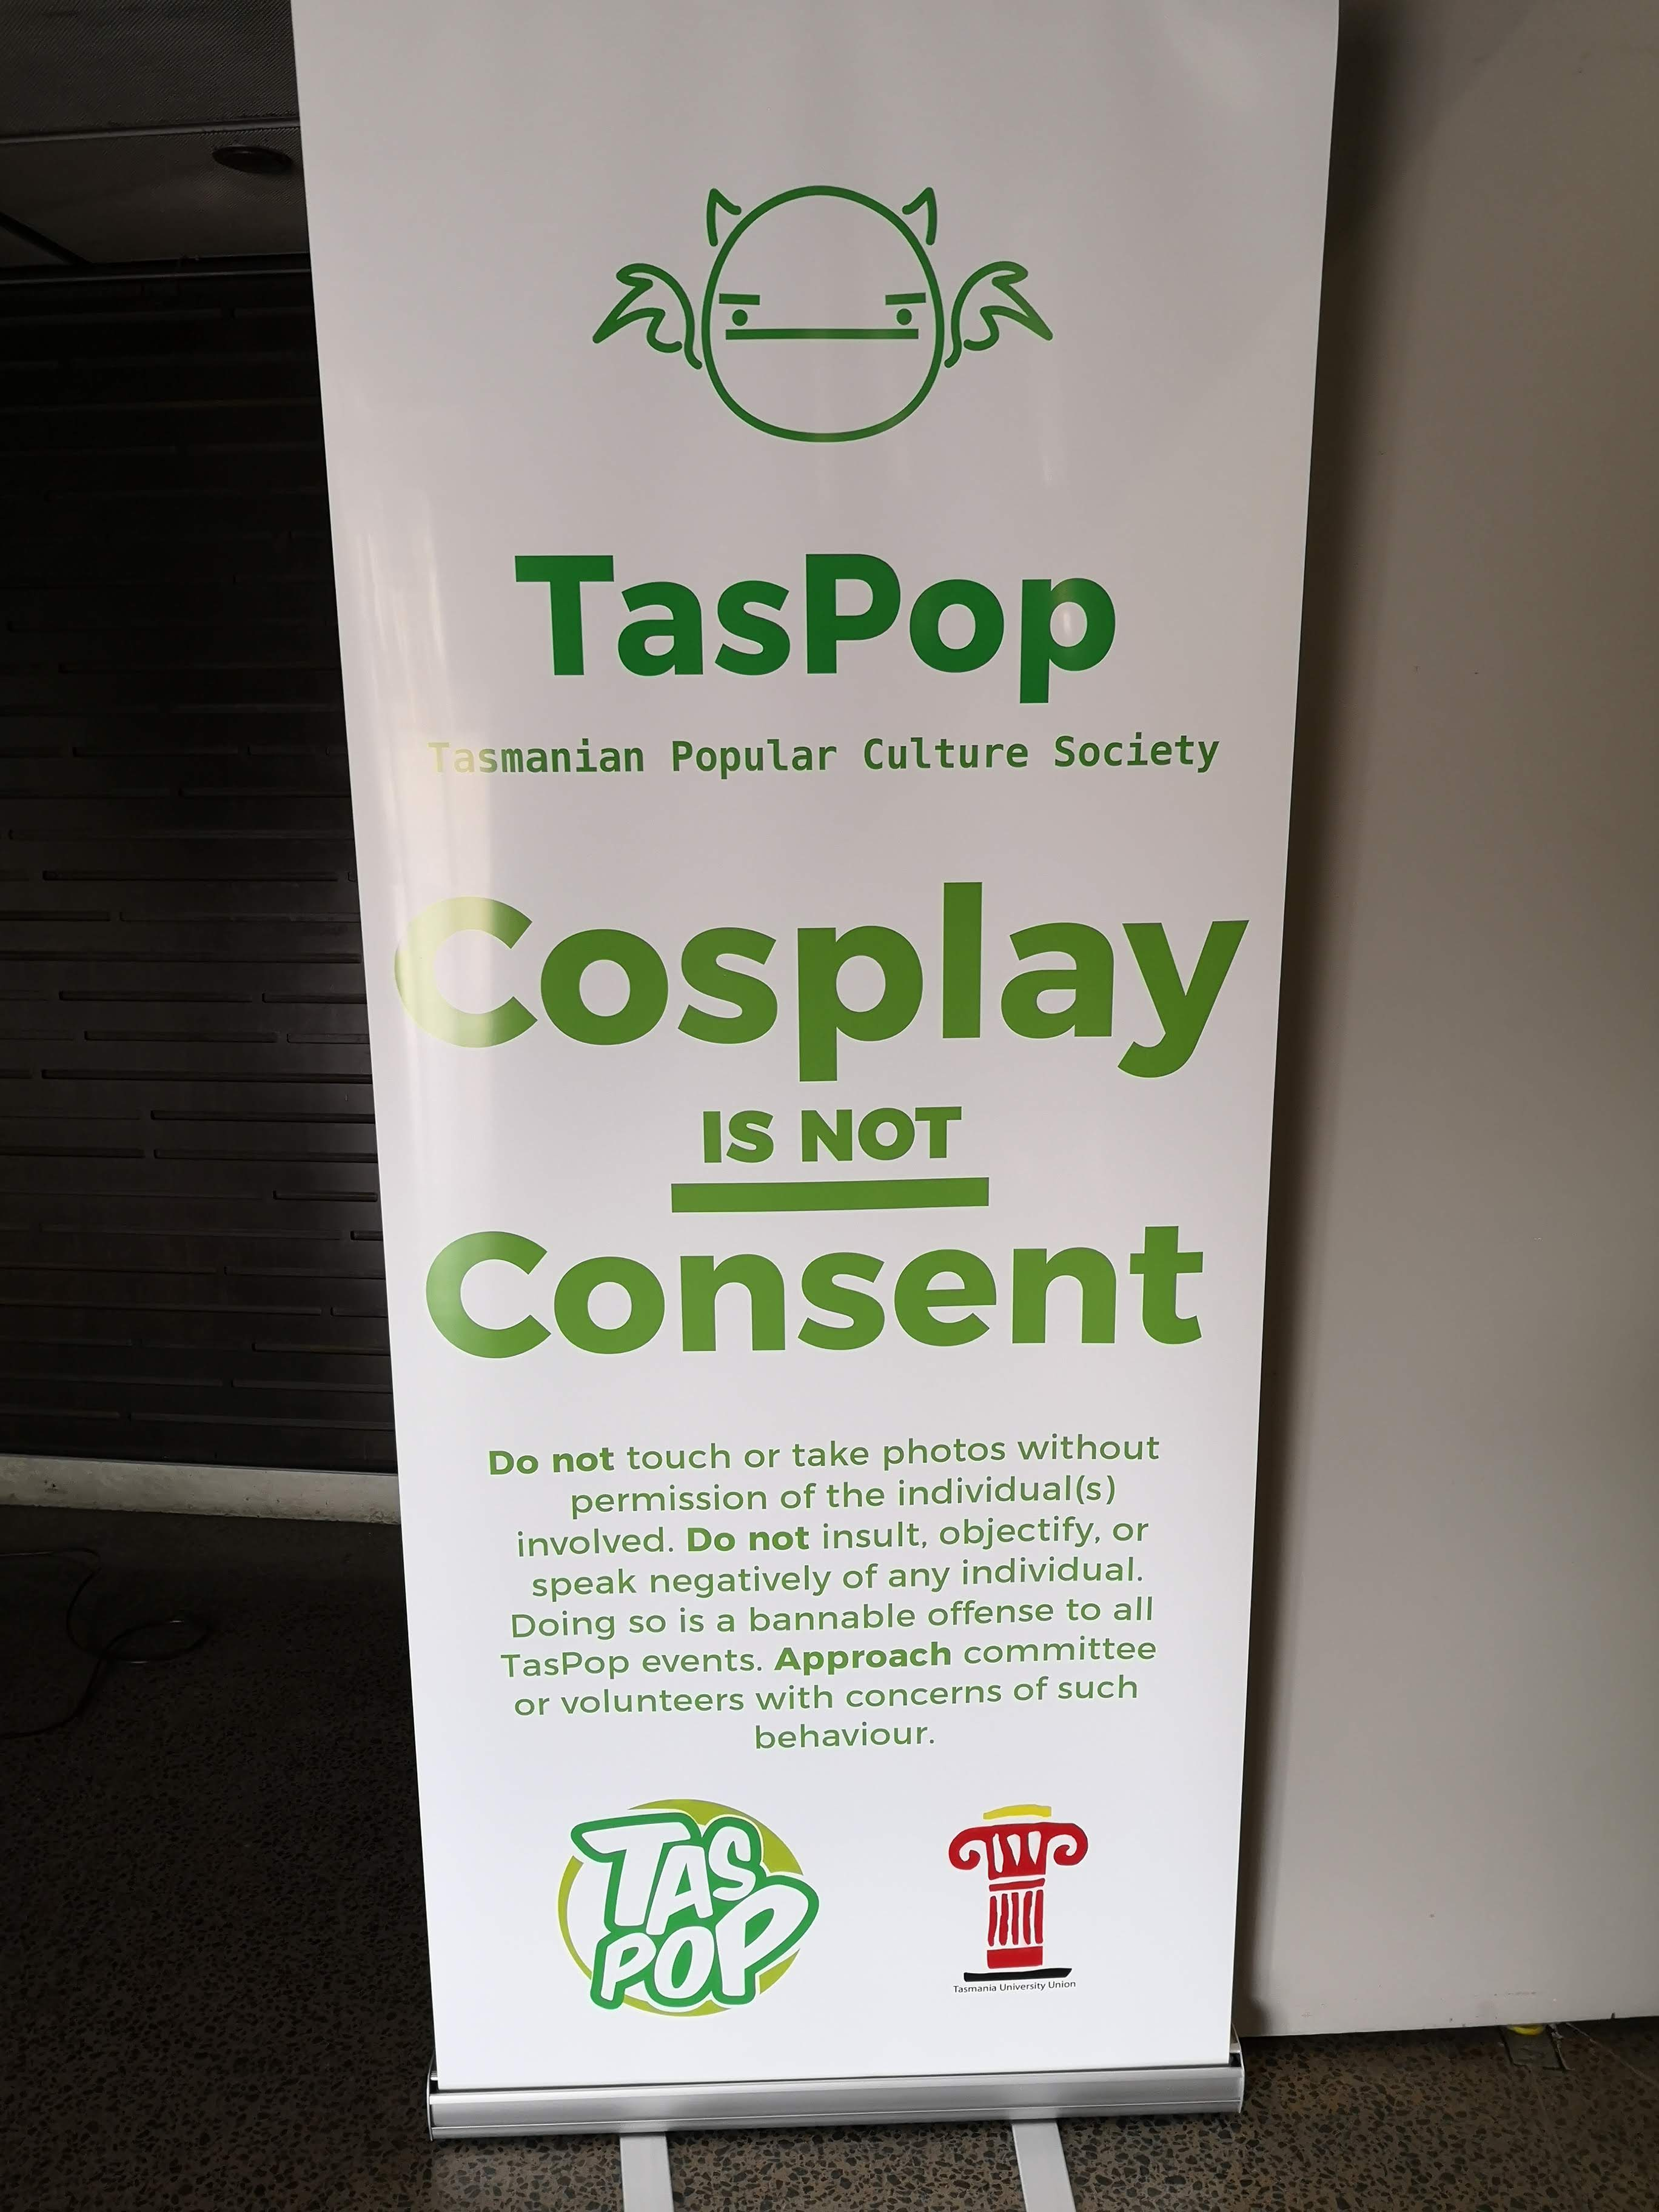 TasPop
Tasmanian Popular Culture Society
Cosplay
IS NOT
Consent
Do not touch or take photos without
permission of the individual(s)
involved. Do not insult, objectify, or
speak negatively of any individual.
Doing so is a bannable offense to all
TasPop events. Approach committee
or volunteers with concerns of such
behaviour.
TAS
POP
Tasmania University Union